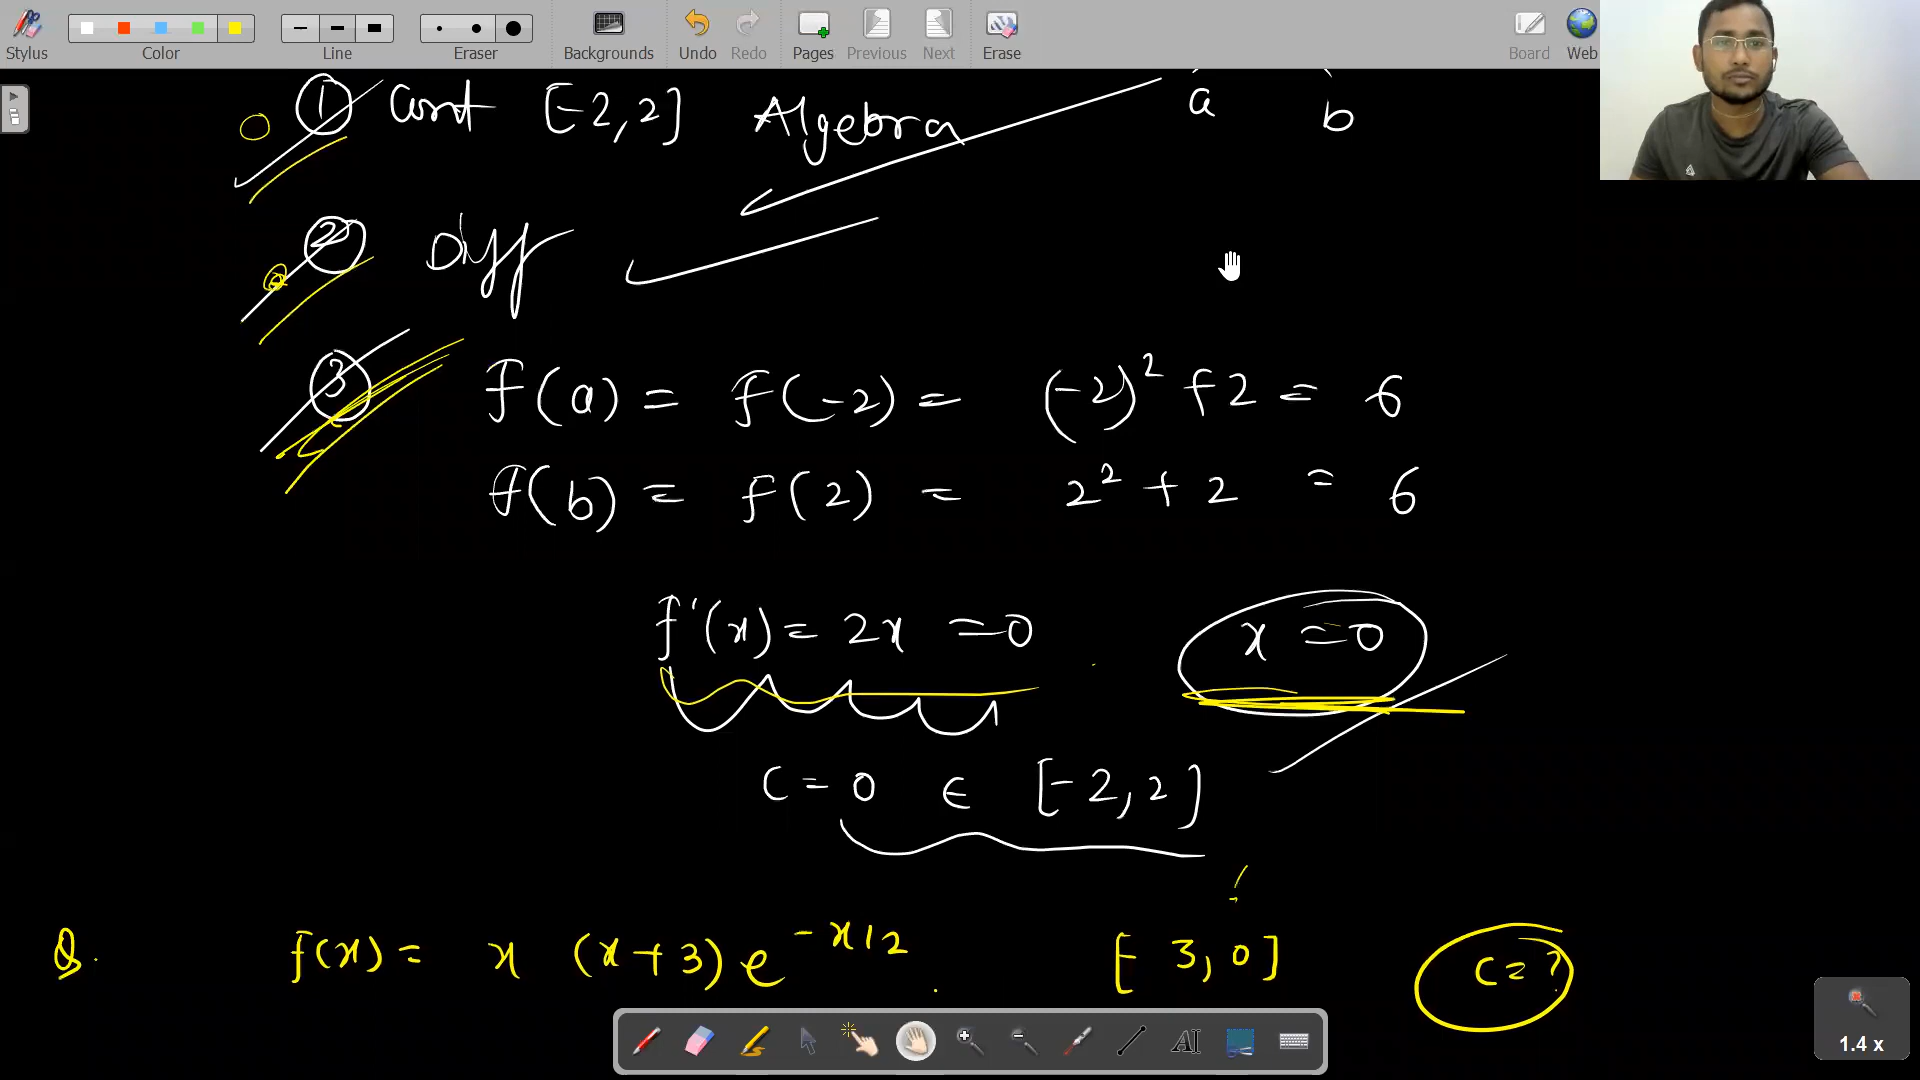 Stylus Color Line Eraser Backgrounds Undo Redo Pages Previous Next Erase Board Web
① Cont [-2,2] Algebra a b
② Diff
③ f(a) = f(-2) = (-2)² + 2 = 6
f(b) = f(2) = 2² + 2 = 6
f'(x) = 2x = 0 x = 0
c = 0 ∈ [-2,2]
Q. f(x) = x (x+3) e^-x/2 [-3,0] c = ?
AI
1.4 x